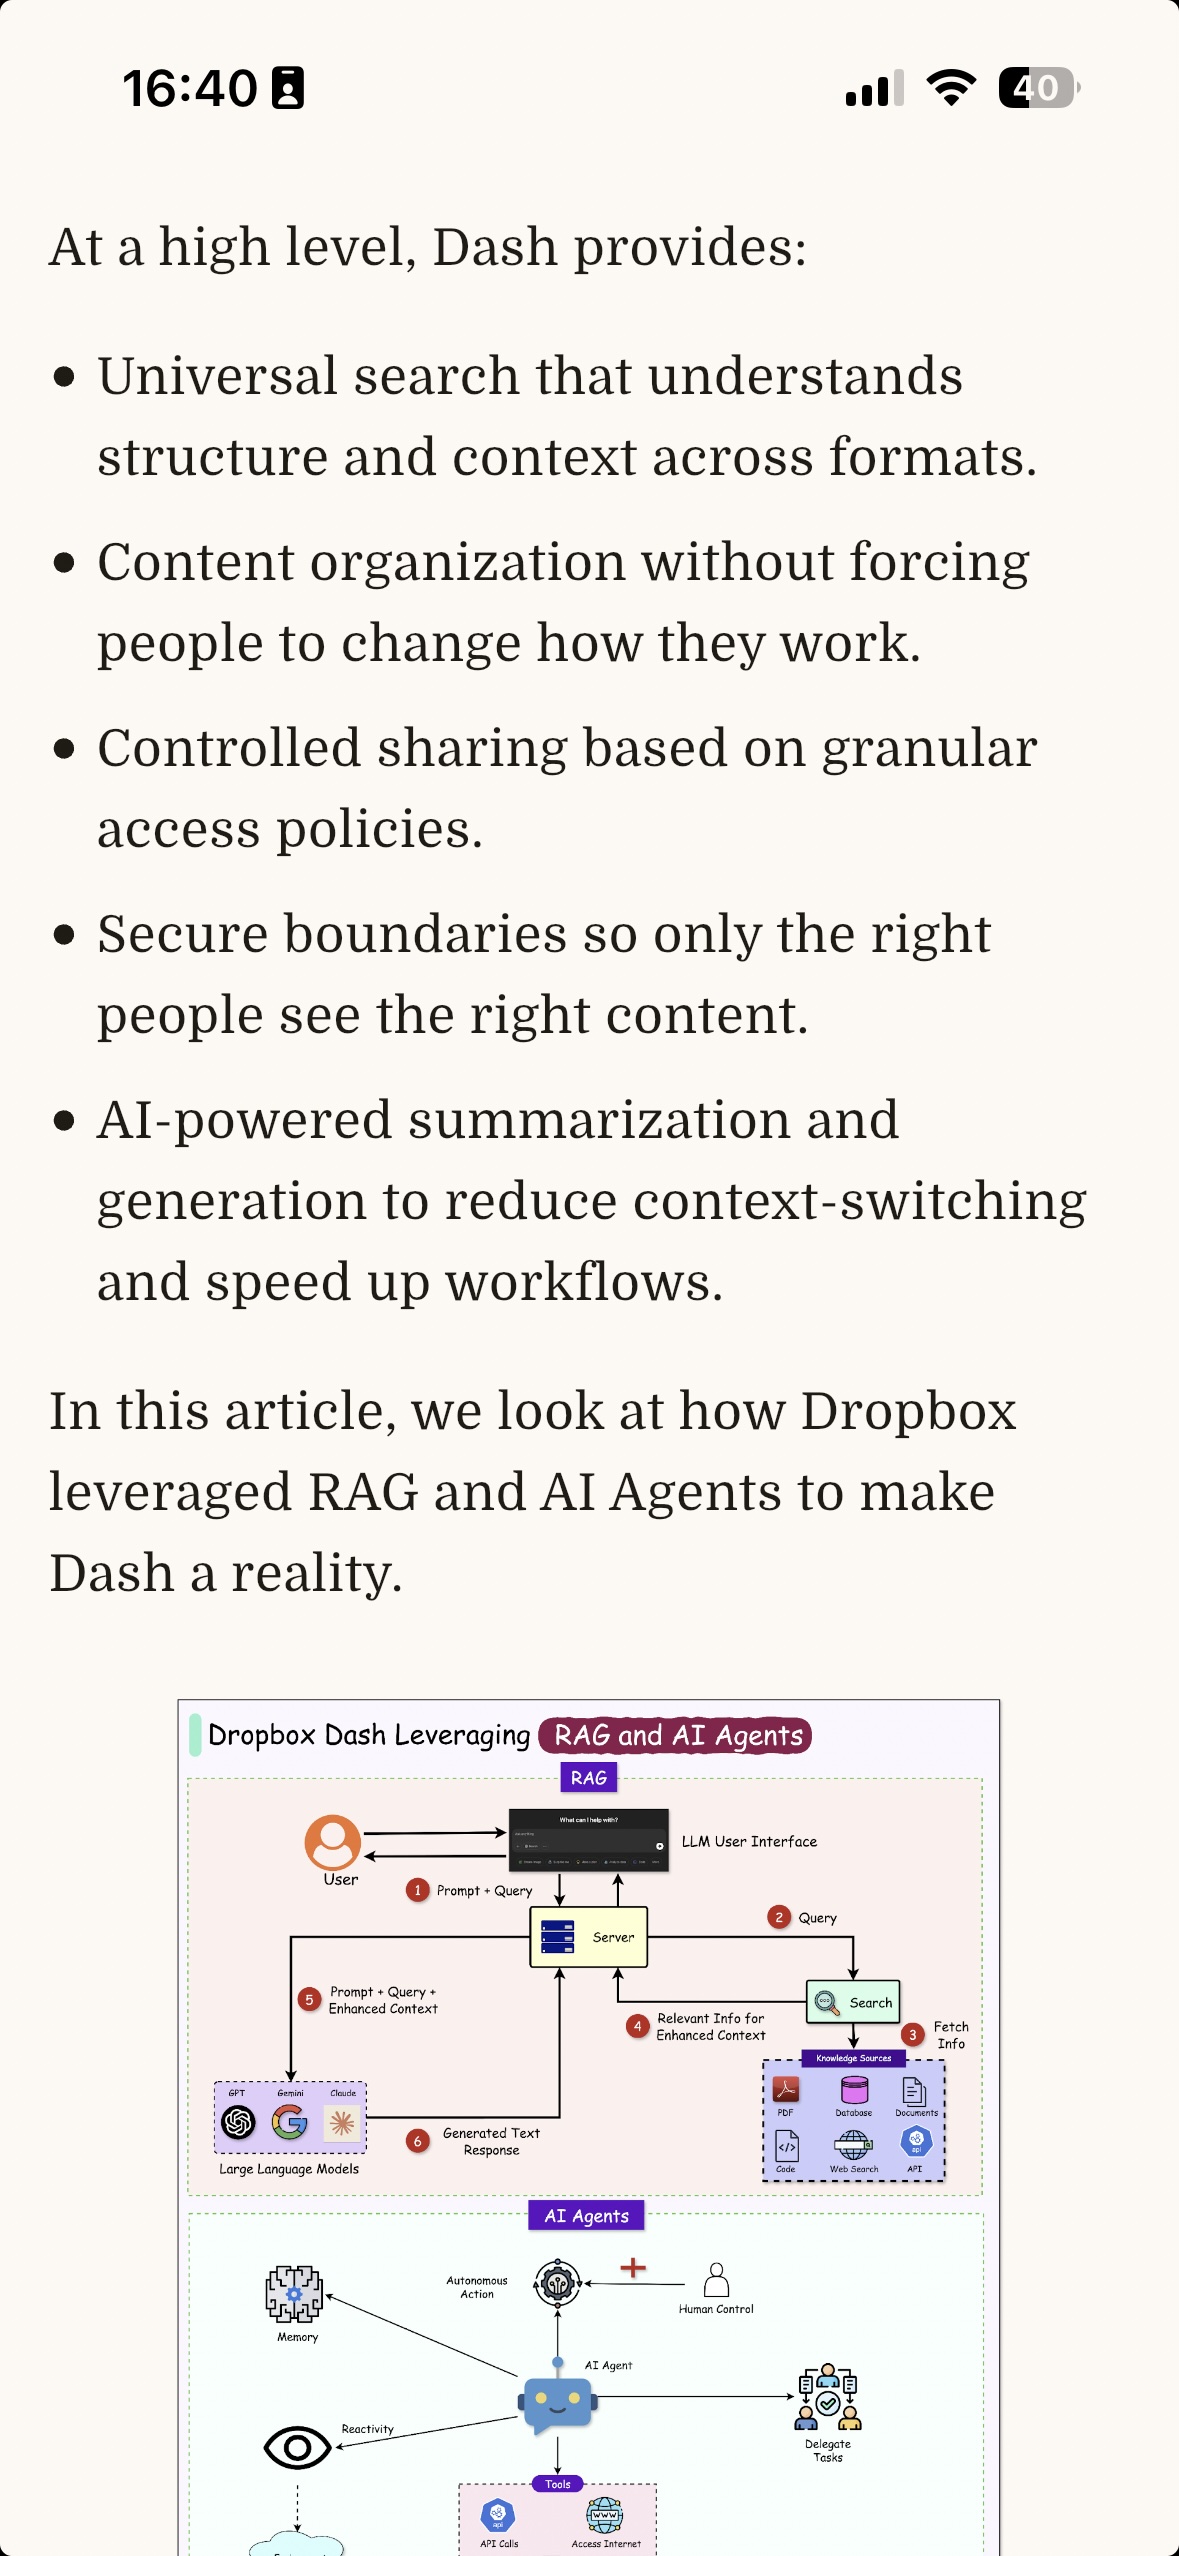 16:40
40
At a high level, Dash provides:
• Universal search that understands
structure and context across formats.
• Content organization without forcing
people to change how they work.
• Controlled sharing based on granular
access policies.
• Secure boundaries so only the right
people see the right content.
• AI-powered summarization and
generation to reduce context-switching
and speed up workflows.
In this article, we look at how Dropbox
leveraged RAG and AI Agents to make
Dash a reality.
Dropbox Dash Leveraging RAG and AI Agents
RAG
What can I help with?
LLM User Interface
User
1 Prompt + Query
2 Query
Server
5 Prompt + Query +
Enhanced Context
Search
4 Relevant Info for
Enhanced Context
3 Fetch
Info
Knowledge Sources
GPT
Gemini
Claude
PDF
Database
Documents
6 Generated Text
Response
api
Code
Web Search
API
Large Language Models
AI Agents
Autonomous
Action
Human Control
Memory
AI Agent
Reactivity
Delegate
Tasks
Tools
api
WWW
API Calls
Access Internet